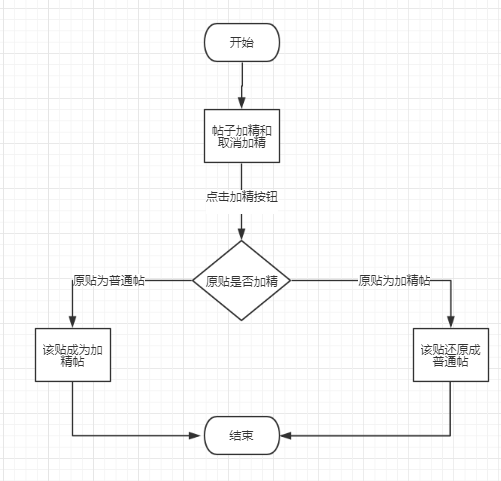 开始
帖子加精和
取消加精
点击加精按钮
原贴为普通帖
原贴是否加精
原贴为加精帖
该贴成为加
精帖
该贴还原成
普通帖
结束